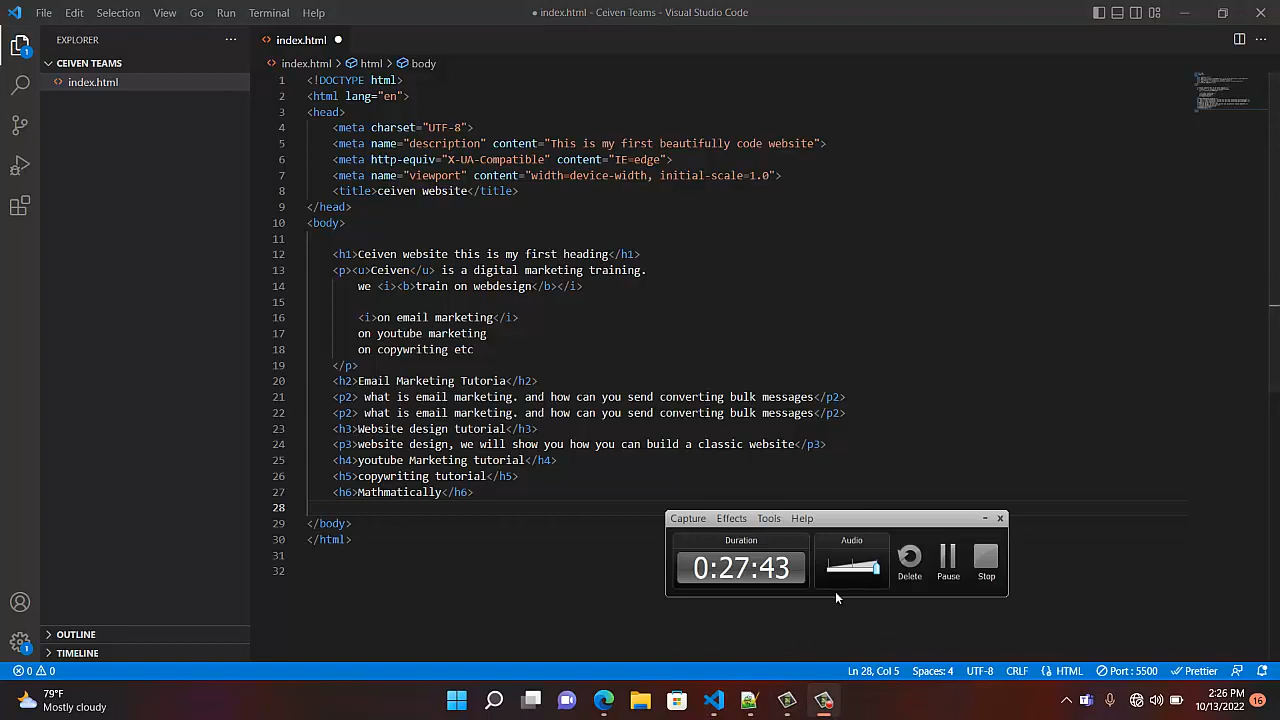 File Edit Selection View Go Run Terminal Help
● index.html - Ceiven Teams - Visual Studio Code
EXPLORER
index.html
CEIVEN TEAMS
index.html > html > body
1
index.html
1 <!DOCTYPE html>
2 <html lang="en">
3 <head>
4 <meta charset="UTF-8">
5 <meta name="description" content="This is my first beautifully code website">
6 <meta http-equiv="X-UA-Compatible" content="IE=edge">
7 <meta name="viewport" content="width=device-width, initial-scale=1.0">
8 <title>ceiven website</title>
9 </head>
10 <body>
11
12 <h1>Ceiven website this is my first heading</h1>
13 <p><u>Ceiven</u> is a digital marketing training.
14 we <i><b>train on webdesign</b></i>
15
16 <i>on email marketing</i>
17 on youtube marketing
18 on copywriting etc
19 </p>
20 <h2>Email Marketing Tutoria</h2>
21 <p2> what is email marketing. and how can you send converting bulk messages</p2>
22 <p2> what is email marketing. and how can you send converting bulk messages</p2>
23 <h3>Website design tutorial</h3>
24 <p3>website design, we will show you how you can build a classic website</p3>
25 <h4>youtube Marketing tutorial</h4>
26 <h5>copywriting tutorial</h5>
27 <h6>Mathmatically</h6>
28
29 </body>
30 </html>
31
32
Capture Effects Tools Help
Duration Audio
0:27:43
Delete Pause Stop
OUTLINE
1
TIMELINE
0 0
Ln 28, Col 5 Spaces: 4 UTF-8 CRLF HTML Port : 5500 Prettier
79°F
Mostly cloudy
2:26 PM
10/13/2022
16